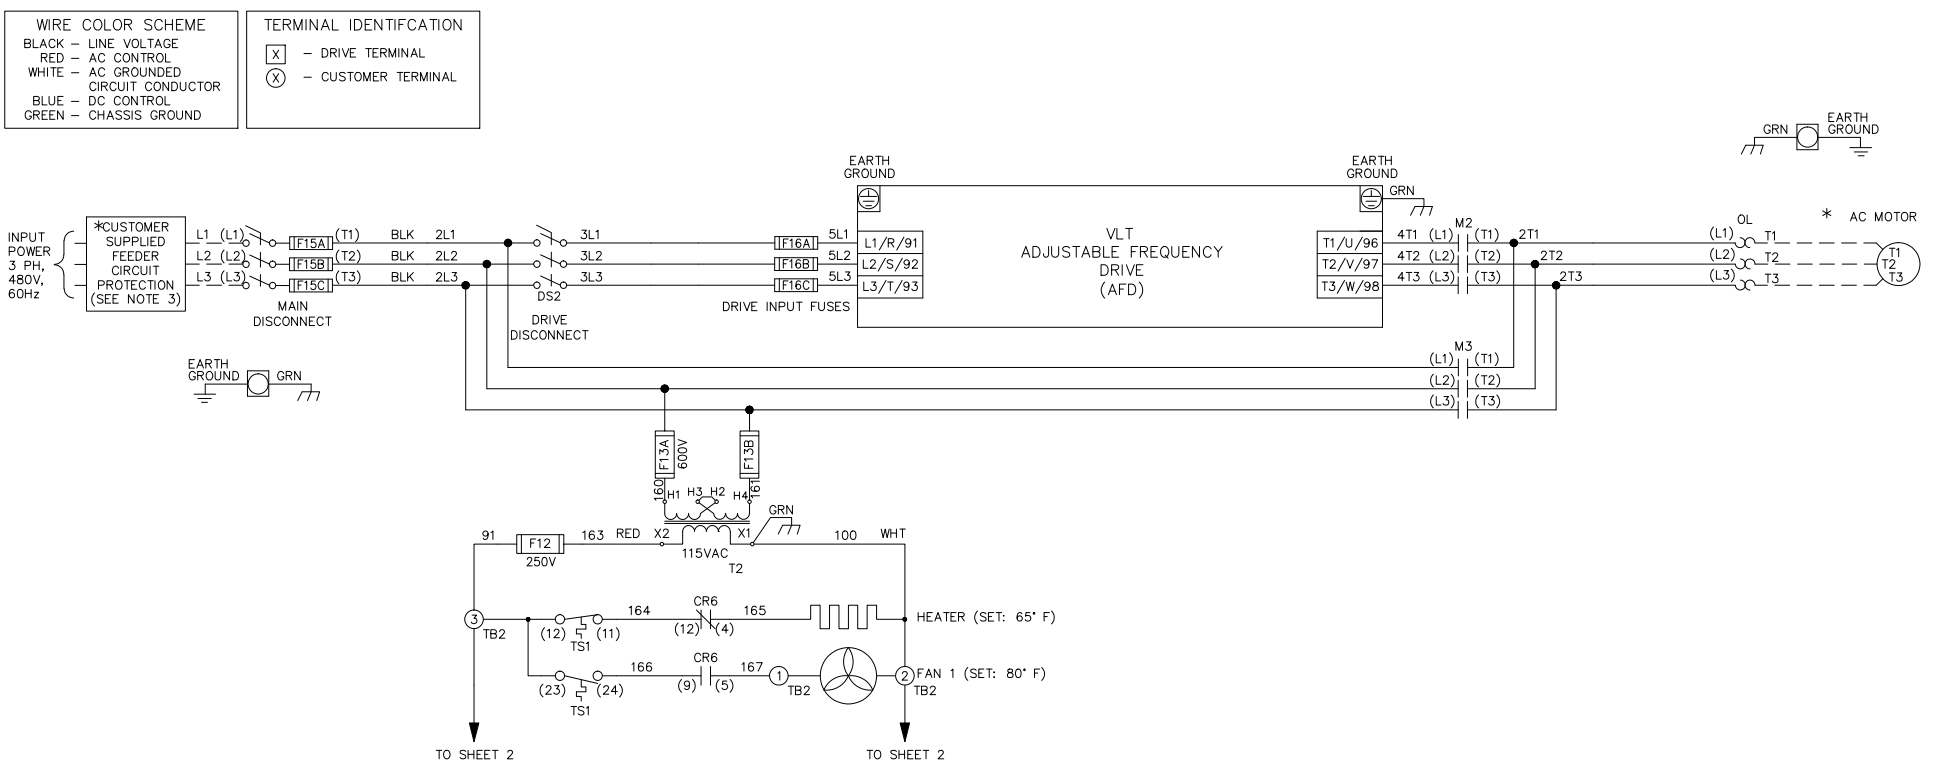 WIRE COLOR SCHEME
BLACK – LINE VOLTAGE
RED – AC CONTROL
WHITE – AC GROUNDED
CIRCUIT CONDUCTOR
BLUE – DC CONTROL
GREEN – CHASSIS GROUND
TERMINAL IDENTIFCATION
X – DRIVE TERMINAL
X – CUSTOMER TERMINAL
GRN
EARTH
GROUND
EARTH
GROUND
EARTH
GROUND
GRN
INPUT
POWER
3 PH,
480V,
60Hz
*CUSTOMER
SUPPLIED
FEEDER
CIRCUIT
PROTECTION
(SEE NOTE 3)
L1 (L1) F15A (T1) BLK 2L1 3L1 F16A 5L1 L1/R/91
L2 (L2) F15B (T2) BLK 2L2 3L2 F16B 5L2 L2/S/92
L3 (L3) F15C (T3) BLK 2L3 3L3 F16C 5L3 L3/T/93
MAIN
DISCONNECT
DS2
DRIVE
DISCONNECT
DRIVE INPUT FUSES
VLT
ADJUSTABLE FREQUENCY
DRIVE
(AFD)
M2
OL
* AC MOTOR
T1/U/96 4T1 (L1) (T1) 2T1 (L1) T1 T1
T2/V/97 4T2 (L2) (T2) 2T2 (L2) T2 T2
T3/W/98 4T3 (L3) (T3) 2T3 (L3) T3 T3
EARTH
GROUND GRN
M3
(L1) (T1)
(L2) (T2)
(L3) (T3)
F13A
600V
F13B
160
161
H1 H3 H2 H4
GRN
91 F12 163 RED X2 X1 100 WHT
250V
115VAC
T2
3
TB2
164 CR6 165
(12) (11) (12) (4)
TS1
HEATER (SET: 65° F)
166 CR6 167
(23) (24) (9) (5)
TS1
1
TB2
2
TB2
FAN 1 (SET: 80° F)
TO SHEET 2
TO SHEET 2